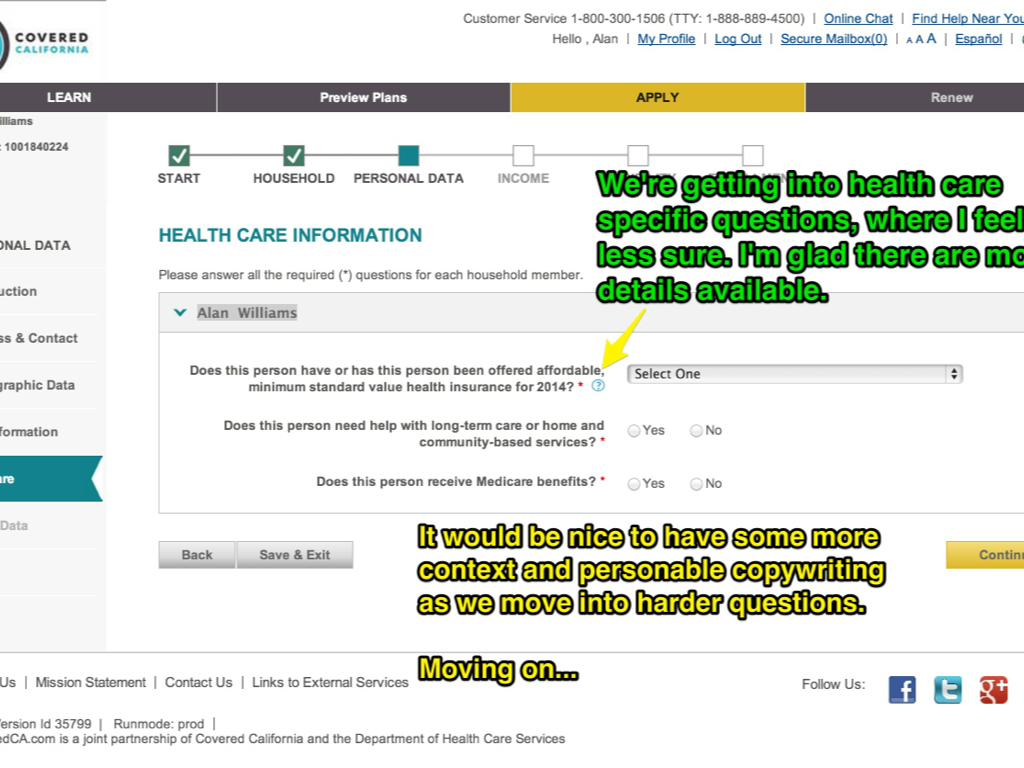 Customer Service 1-800-300-1506 (TTY: 1-888-889-4500) | Online Chat | Find Help Near You
COVERED
CALIFORNIA
Hello , Alan | My Profile | Log Out | Secure Mailbox(0) | A A A | Español |
LEARN Preview Plans APPLY Renew
illiams
: 1001840224
START HOUSEHOLD PERSONAL DATA INCOME
We're getting into health care
specific questions, where I feel
less sure. I'm glad there are mo
details available.
HEALTH CARE INFORMATION
ONAL DATA
Please answer all the required (*) questions for each household member.
uction
Alan Williams
ss & Contact
Does this person have or has this person been offered affordable,
minimum standard value health insurance for 2014? * ?
Select One
graphic Data
Does this person need help with long-term care or home and
community-based services? *
Yes No
formation
are
Does this person receive Medicare benefits? * Yes No
Data
Back Save & Exit Contin
It would be nice to have some more
context and personable copywriting
as we move into harder questions.
Moving on...
Us | Mission Statement | Contact Us | Links to External Services
Follow Us: f t g+
ersion Id 35799 | Runmode: prod |
edCA.com is a joint partnership of Covered California and the Department of Health Care Services